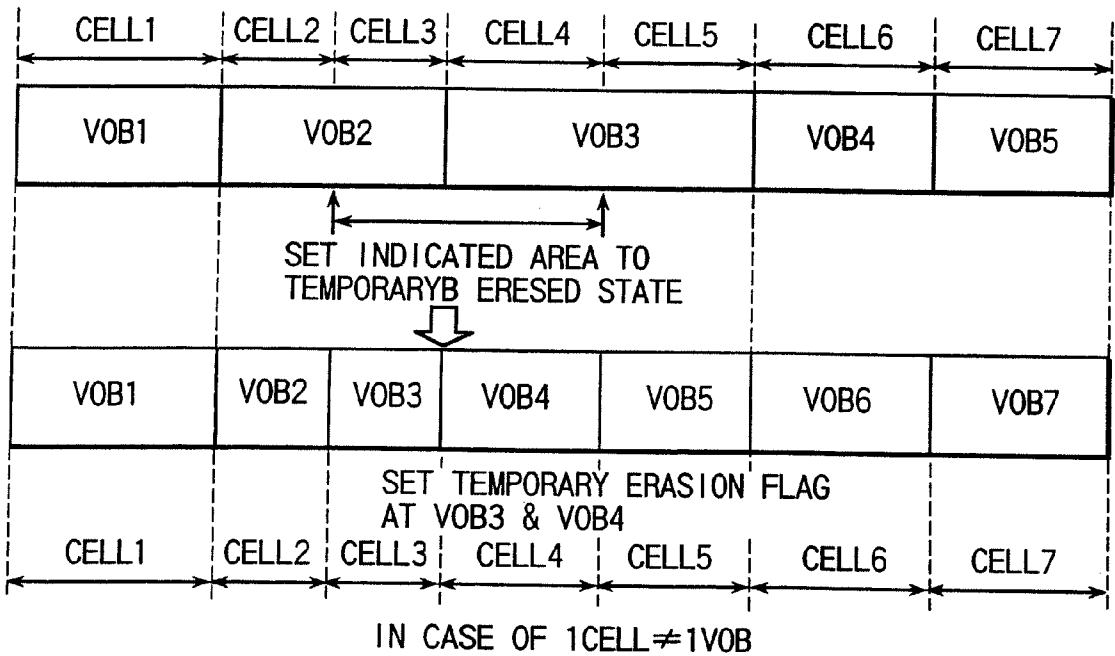 CELL1 CELL2 CELL3 CELL4 CELL5 CELL6 CELL7
VOB1 VOB2 VOB3 VOB4 VOB5
SET INDICATED AREA TO
TEMPORARYB ERESED STATE
VOB1 VOB2 VOB3 VOB4 VOB5 VOB6 VOB7
SET TEMPORARY ERASION FLAG
AT VOB3 & VOB4
CELL1 CELL2 CELL3 CELL4 CELL5 CELL6 CELL7
IN CASE OF 1CELL≠1VOB